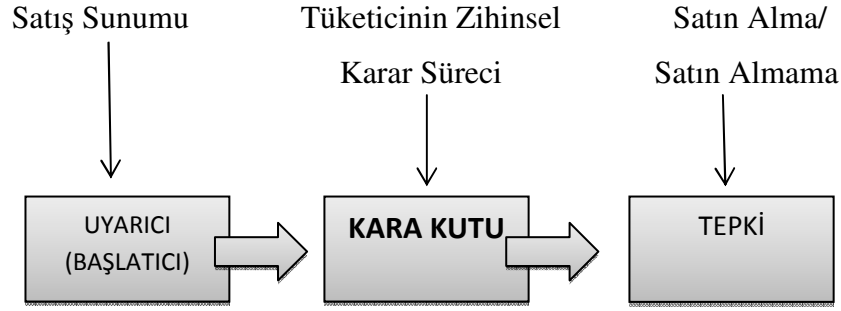 Satış Sunumu
Tüketicinin Zihinsel
Karar Süreci
Satın Alma/
Satın Almama
UYARICI
(BAŞLATICI)
KARA KUTU
TEPKİ